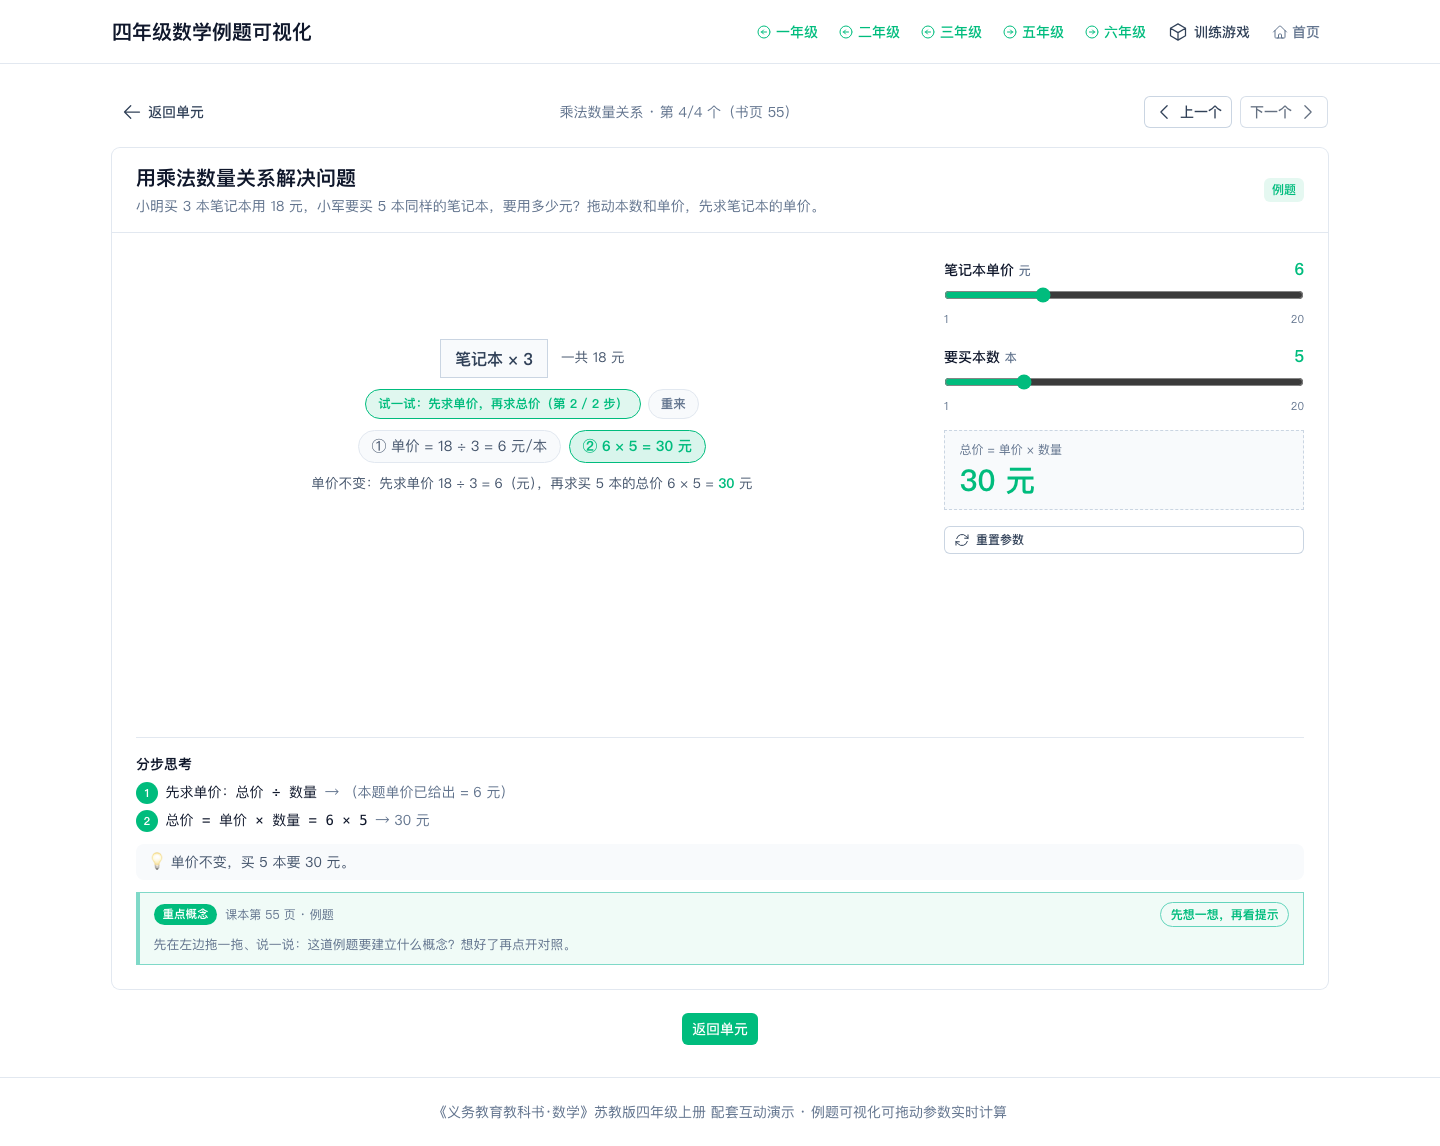 四年级数学例题可视化
一年级 二年级 三年级 五年级 六年级 训练游戏 首页
返回单元 乘法数量关系 · 第 4/4 个（书页 55） 上一个 下一个
用乘法数量关系解决问题
小明买 3 本笔记本用 18 元，小军要买 5 本同样的笔记本，要用多少元？拖动本数和单价，先求笔记本的单价。
例题
笔记本 × 3 一共 18 元
试一试：先求单价，再求总价（第 2 / 2 步） 重来
① 单价 = 18 ÷ 3 = 6 元/本 ② 6 × 5 = 30 元
单价不变：先求单价 18 ÷ 3 = 6（元），再求买 5 本的总价 6 × 5 = 30 元
笔记本单价 元 6
1 20
要买本数 本 5
1 20
总价 = 单价 × 数量
30 元
重置参数
分步思考
1 先求单价：总价 ÷ 数量 → （本题单价已给出 = 6 元）
2 总价 = 单价 × 数量 = 6 × 5 → 30 元
💡 单价不变，买 5 本要 30 元。
重点概念 课本第 55 页 · 例题 先想一想，再看提示
先在左边拖一拖、说一说：这道例题要建立什么概念？想好了再点开对照。
返回单元
《义务教育教科书·数学》苏教版四年级上册 配套互动演示 · 例题可视化可拖动参数实时计算